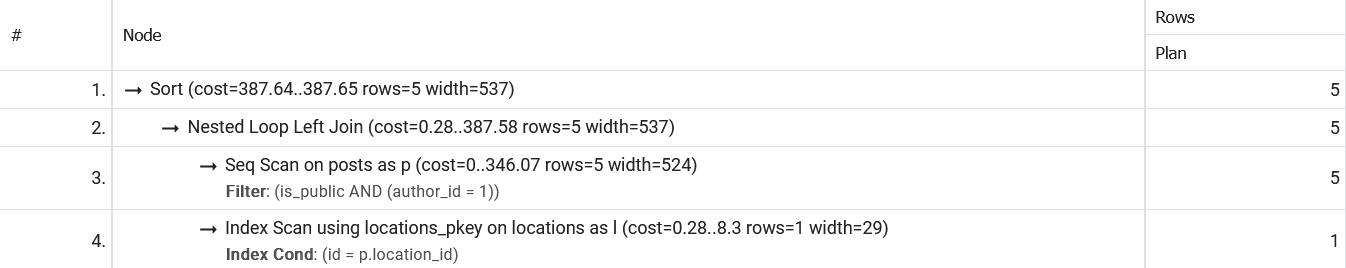 # Node Rows
Plan
1. → Sort (cost=387.64..387.65 rows=5 width=537) 5
2. → Nested Loop Left Join (cost=0.28..387.58 rows=5 width=537) 5
3. → Seq Scan on posts as p (cost=0..346.07 rows=5 width=524) 5
Filter: (is_public AND (author_id = 1))
4. → Index Scan using locations_pkey on locations as l (cost=0.28..8.3 rows=1 width=29) 1
Index Cond: (id = p.location_id)